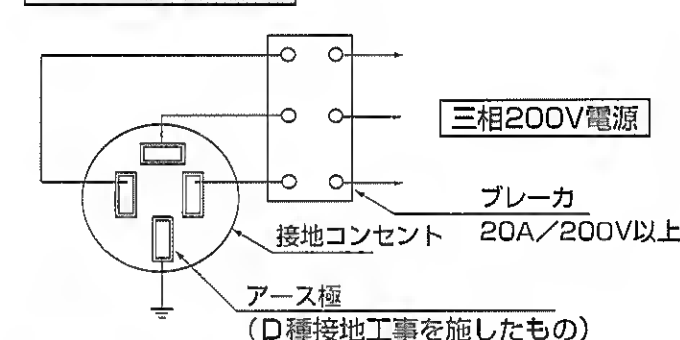 三相200V電源
ブレーカ
20A/200V以上
接地コンセント
アース極
(D種接地工事を施したもの)